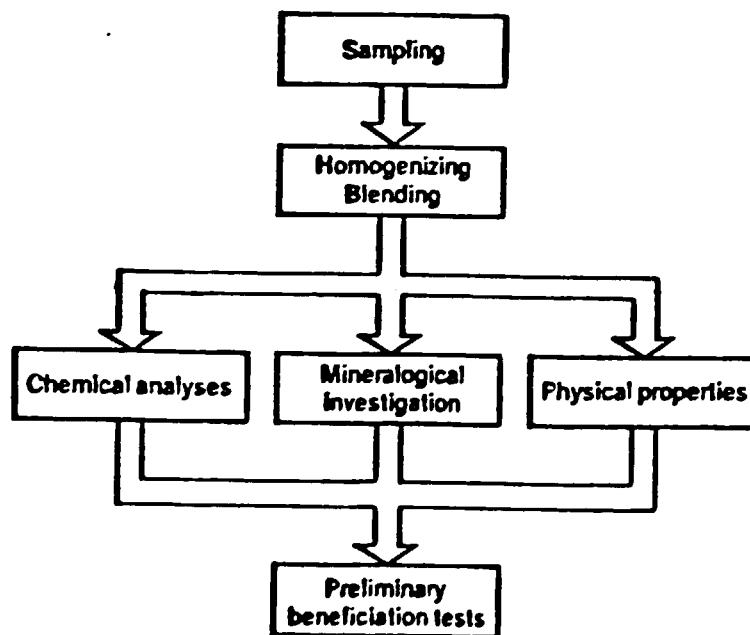 Sampling
Homogenizing
Blending
Chemical analyses
Mineralogical
investigation
Physical properties
Preliminary
beneficiation tests